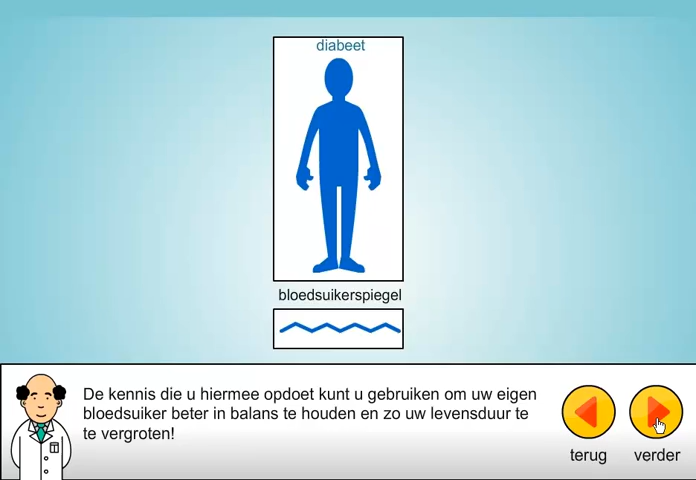 diabeet
bloedsuikerspiegel
De kennis die u hiermee opdoet kunt u gebruiken om uw eigen
bloedsuiker beter in balans te houden en zo uw levensduur te
te vergroten!
terug
verder